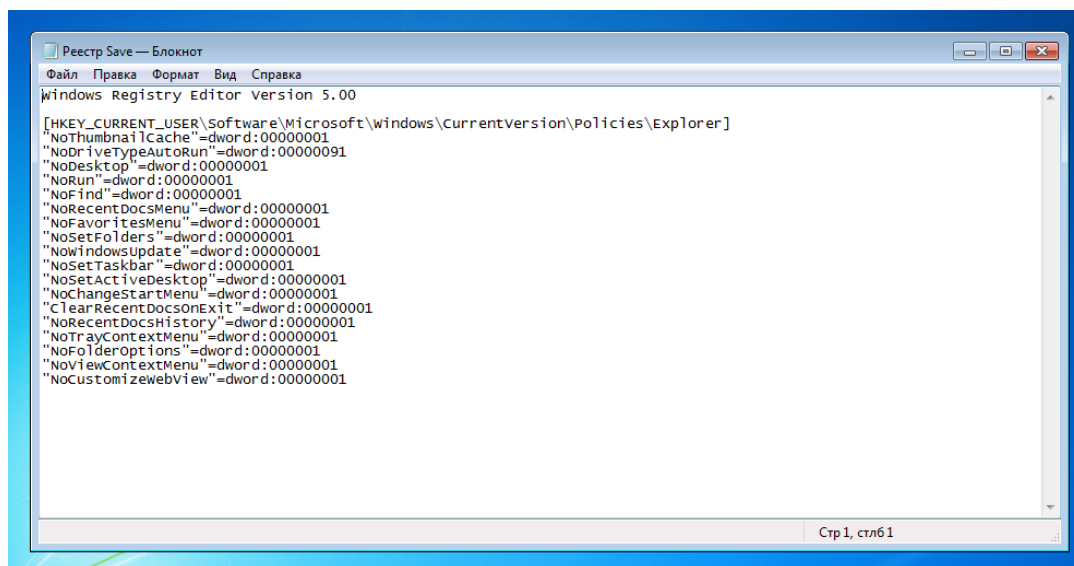 Реестр Save — Блокнот
Файл Правка Формат Вид Справка
Windows Registry Editor Version 5.00
[HKEY_CURRENT_USER\Software\Microsoft\Windows\CurrentVersion\Policies\Explorer]
"NoThumbnailCache"=dword:00000001
"NoDriveTypeAutoRun"=dword:00000091
"NoDesktop"=dword:00000001
"NoRun"=dword:00000001
"NoFind"=dword:00000001
"NoRecentDocsMenu"=dword:00000001
"NoFavoritesMenu"=dword:00000001
"NoSetFolders"=dword:00000001
"NoWindowsUpdate"=dword:00000001
"NoSetTaskbar"=dword:00000001
"NoSetActiveDesktop"=dword:00000001
"NoChangeStartMenu"=dword:00000001
"ClearRecentDocsOnExit"=dword:00000001
"NoRecentDocsHistory"=dword:00000001
"NoTrayContextMenu"=dword:00000001
"NoFolderOptions"=dword:00000001
"NoViewContextMenu"=dword:00000001
"NoCustomizeWebView"=dword:00000001
Стр 1, стлб 1